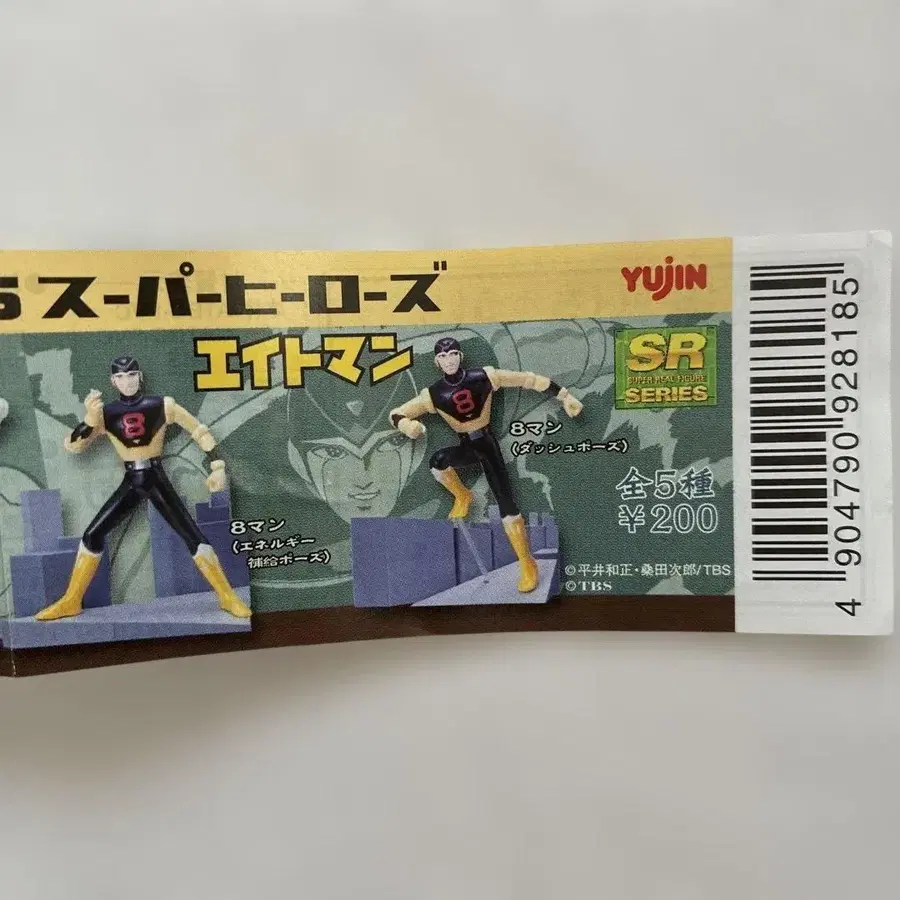 スーパーヒーローズ
YUJIN
エイトマン
SR
SUPER REAL FIGURE
SERIES
8
8
8マン
(ダッシュポーズ)
全5種
¥200
8マン
(エネルギー
補給ポーズ)
©平井和正・桑田次郎/TBS
©TBS
4904790928185